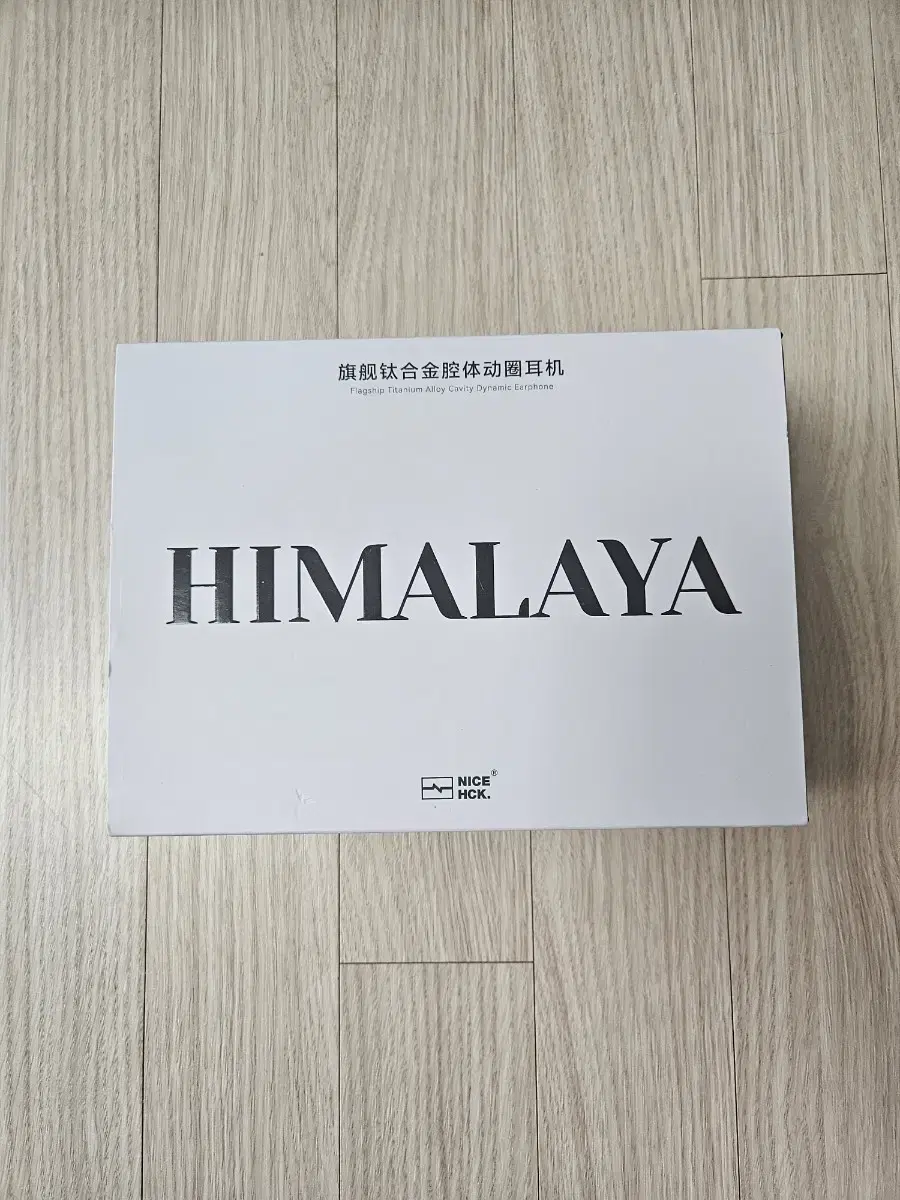 旗舰钛合金腔体动圈耳机
Flagship Titanium Alloy Cavity Dynamic Earphone
HIMALAYA
NICE®
HCK.